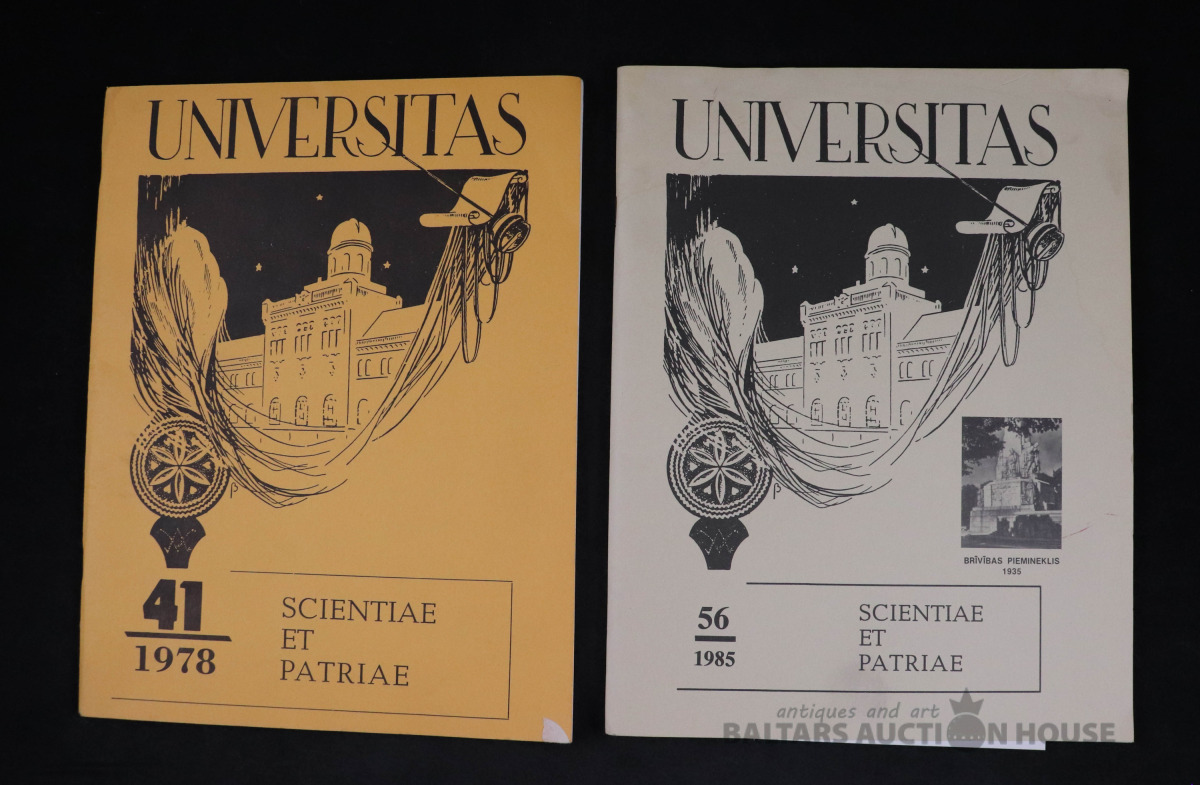 UNIVERSITAS
β
41
1978
SCIENTIAE
ET
PATRIAE
UNIVERSITAS
BRĪVĪBAS PIEMINEKLIS
1935
56
1985
SCIENTIAE
ET
PATRIAE
antiques and art
BALTARS AUCTION HOUSE